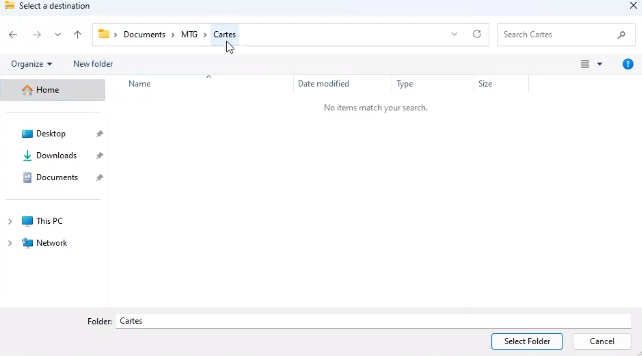 Select a destination
Documents > MTG > Cartes
Search Cartes
Organize
New folder
?
Name
Date modified
Type
Size
Home
No items match your search.
Desktop
Downloads
Documents
This PC
Network
Folder: Cartes
Select Folder
Cancel